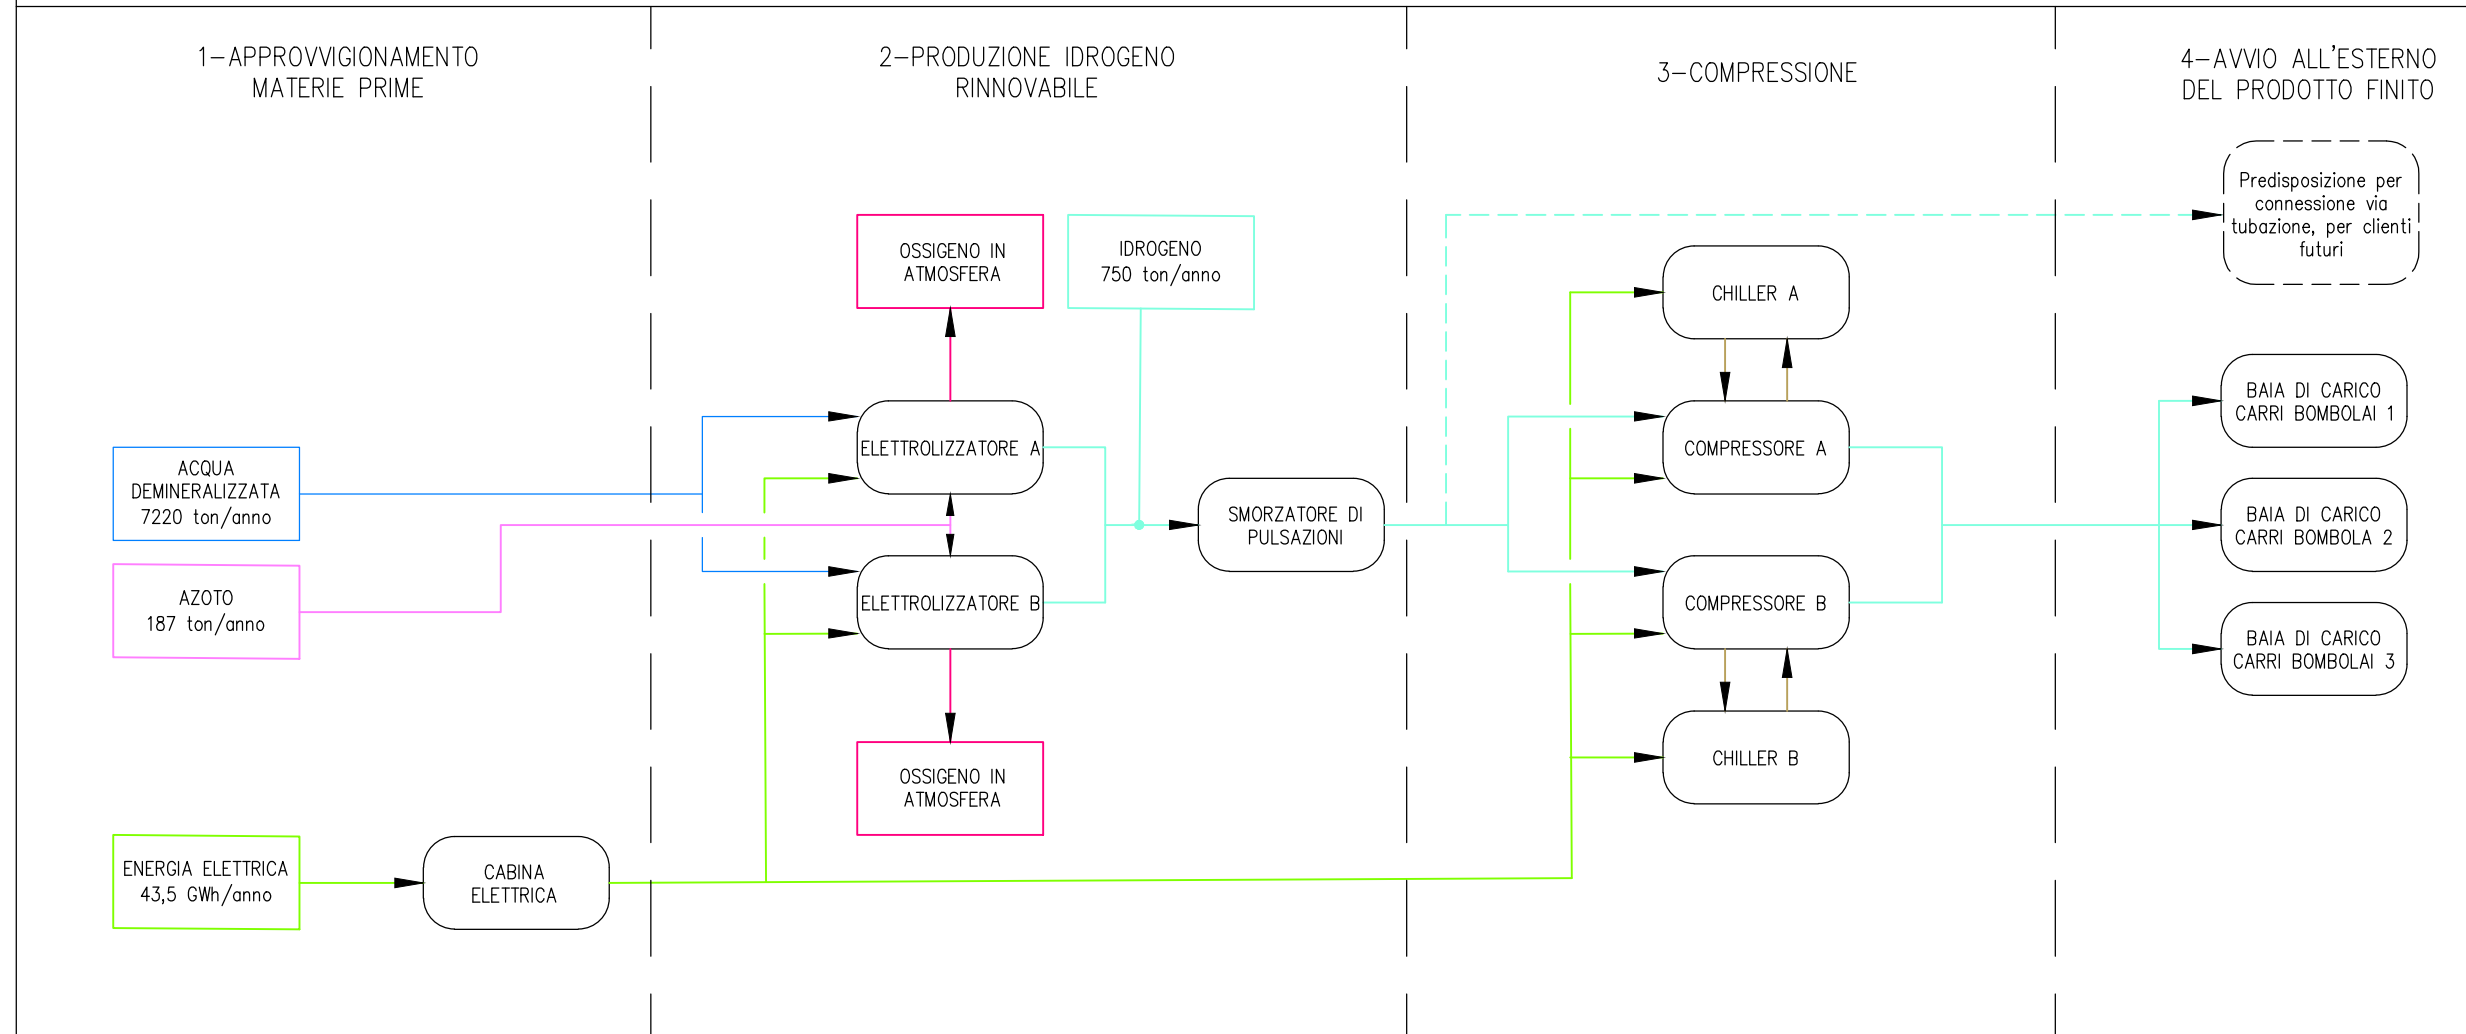 1-APPROVVIGIONAMENTO
MATERIE PRIME
2-PRODUZIONE IDROGENO
RINNOVABILE
3-COMPRESSIONE
4-AVVIO ALL'ESTERNO
DEL PRODOTTO FINITO
Predisposizione per
connessione via
tubazione, per clienti
futuri
OSSIGENO IN
ATMOSFERA
IDROGENO
750 ton/anno
CHILLER A
BAIA DI CARICO
CARRI BOMBOLAI 1
ELETTROLIZZATORE A
COMPRESSORE A
ACQUA
DEMINERALIZZATA
7220 ton/anno
SMORZATORE DI
PULSAZIONI
BAIA DI CARICO
CARRI BOMBOLA 2
AZOTO
187 ton/anno
ELETTROLIZZATORE B
COMPRESSORE B
BAIA DI CARICO
CARRI BOMBOLAI 3
OSSIGENO IN
ATMOSFERA
CHILLER B
ENERGIA ELETTRICA
43,5 GWh/anno
CABINA
ELETTRICA